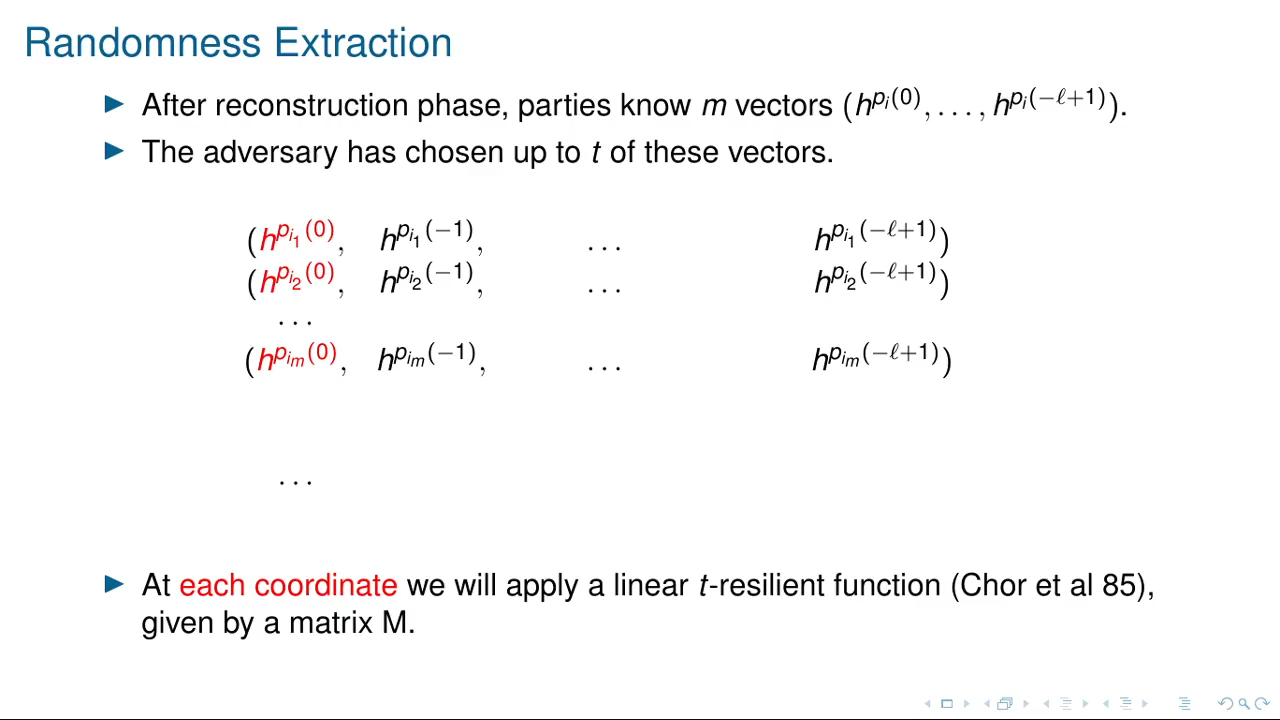 Randomness Extraction
▶ After reconstruction phase, parties know m vectors (h^{p_i(0)}, . . . , h^{p_i(−ℓ+1)}).
▶ The adversary has chosen up to t of these vectors.
(h^{p_{i_1}(0)}, h^{p_{i_1}(−1)}, . . . h^{p_{i_1}(−ℓ+1)})
(h^{p_{i_2}(0)}, h^{p_{i_2}(−1)}, . . . h^{p_{i_2}(−ℓ+1)})
. . .
(h^{p_{i_m}(0)}, h^{p_{i_m}(−1)}, . . . h^{p_{i_m}(−ℓ+1)})
. . .
▶ At each coordinate we will apply a linear t-resilient function (Chor et al 85),
given by a matrix M.